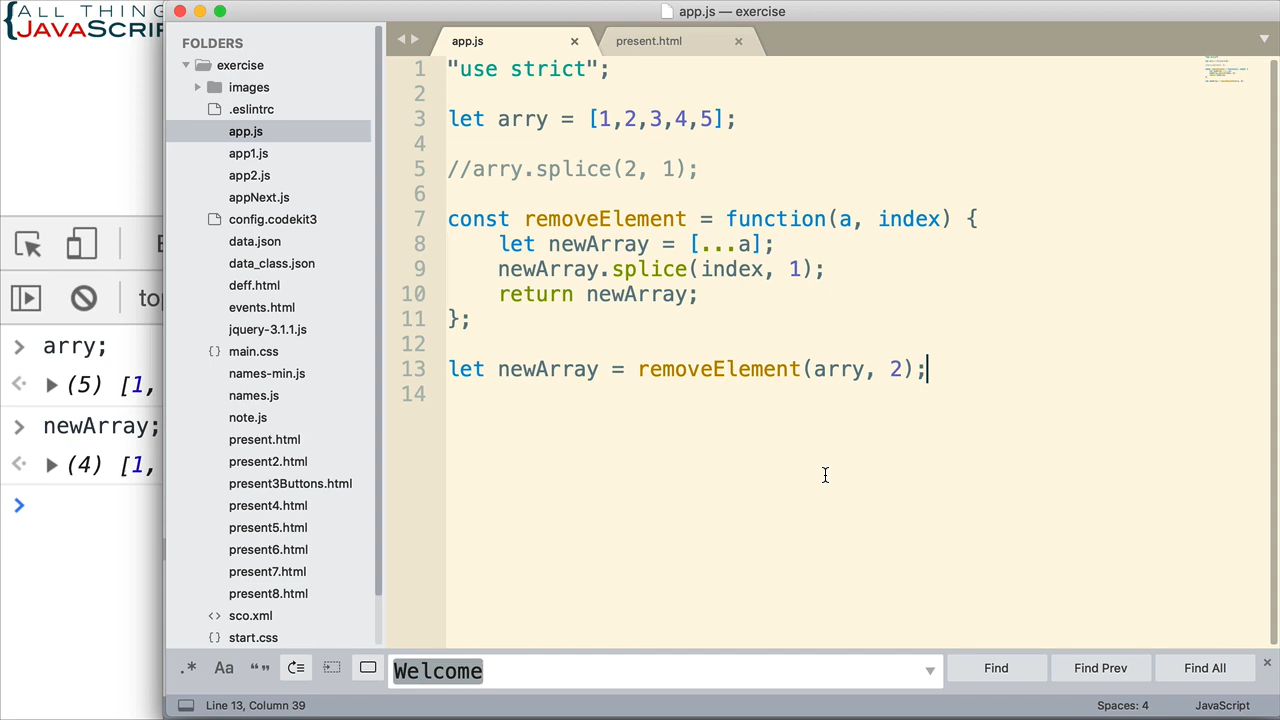 {ALL THING
JAVASCRIP
top
arry;
(5) [1,
newArray;
(4) [1,
app.js — exercise
FOLDERS
exercise
images
.eslintrc
app.js
app1.js
app2.js
appNext.js
config.codekit3
data.json
data_class.json
deff.html
events.html
jquery-3.1.1.js
main.css
names-min.js
names.js
note.js
present.html
present2.html
present3Buttons.html
present4.html
present5.html
present6.html
present7.html
present8.html
sco.xml
start.css
app.js present.html
1 "use strict";
2
3 let arry = [1,2,3,4,5];
4
5 //arry.splice(2, 1);
6
7 const removeElement = function(a, index) {
8 let newArray = [...a];
9 newArray.splice(index, 1);
10 return newArray;
11 };
12
13 let newArray = removeElement(arry, 2);
14
.* Aa “” Welcome Find Find Prev Find All
Line 13, Column 39 Spaces: 4 JavaScript